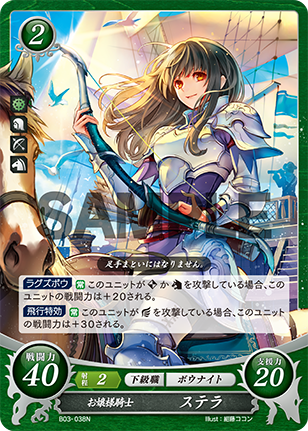 2
SAMPLE
足手まといにはなりません。
ラグズボウ 常 このユニットが か を攻撃している場合、この
ユニットの戦闘力は+20される。
飛行特効 常 このユニットが を攻撃している場合、このユ
ニットの戦闘力は+30される。
戦闘力
40
射程 2 下級職 ボウナイト
支援力
20
お嬢様騎士 ステラ
B03-038N
Illust:組藤ココン